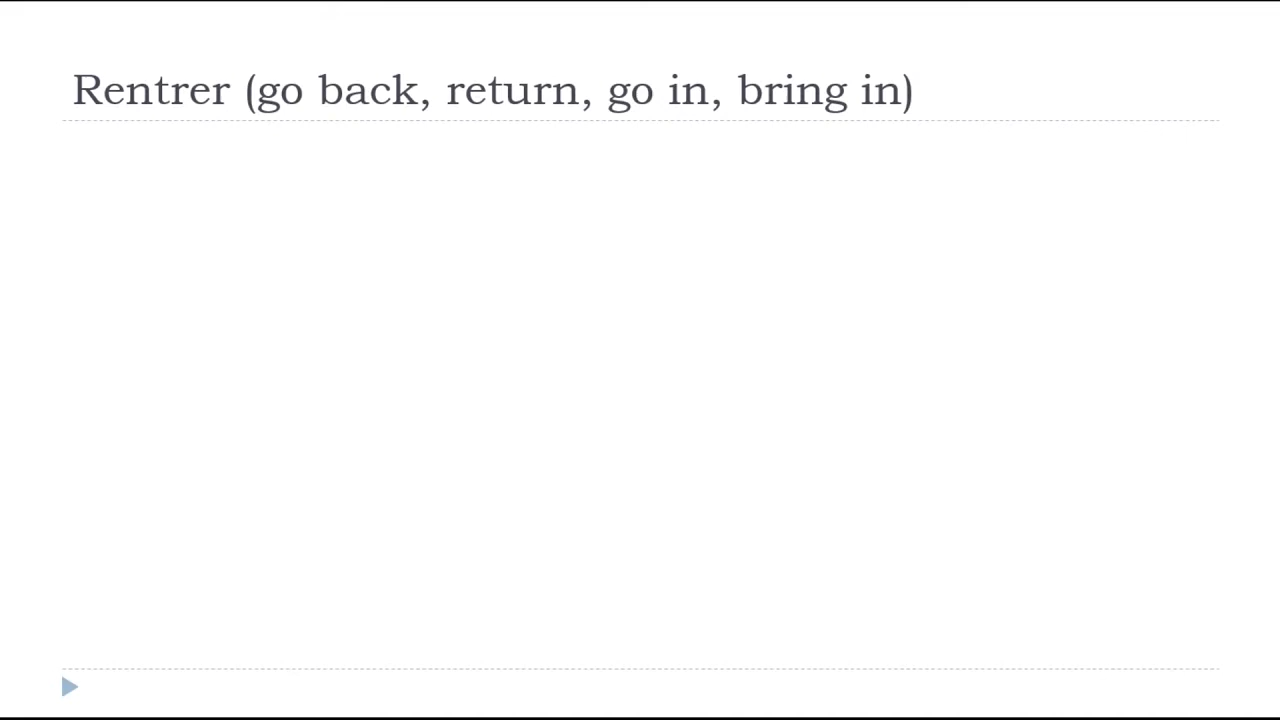 Rentrer (go back, return, go in, bring in)